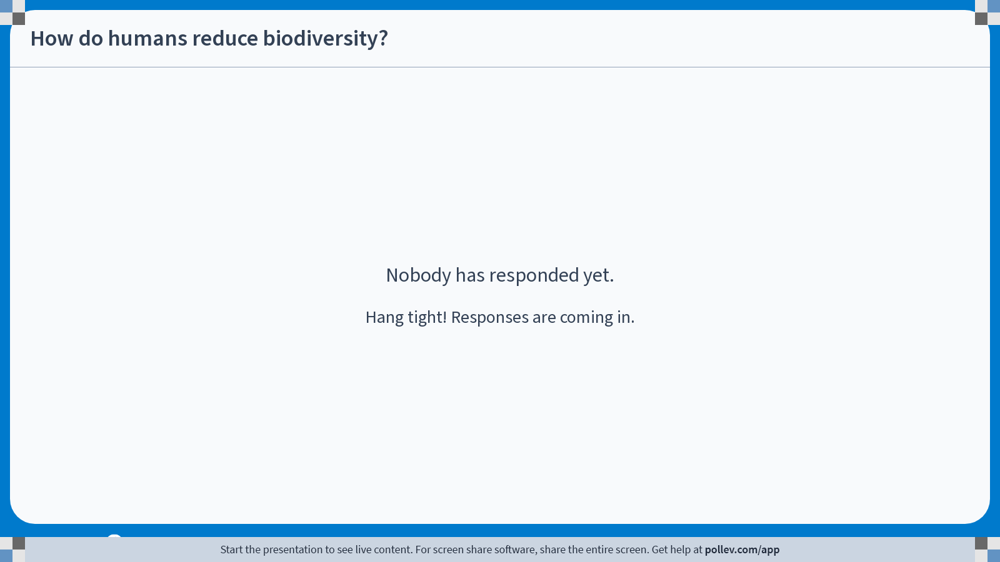 How do humans reduce biodiversity?
Nobody has responded yet.
Hang tight! Responses are coming in.
Start the presentation to see live content. For screen share software, share the entire screen. Get help at pollev.com/app